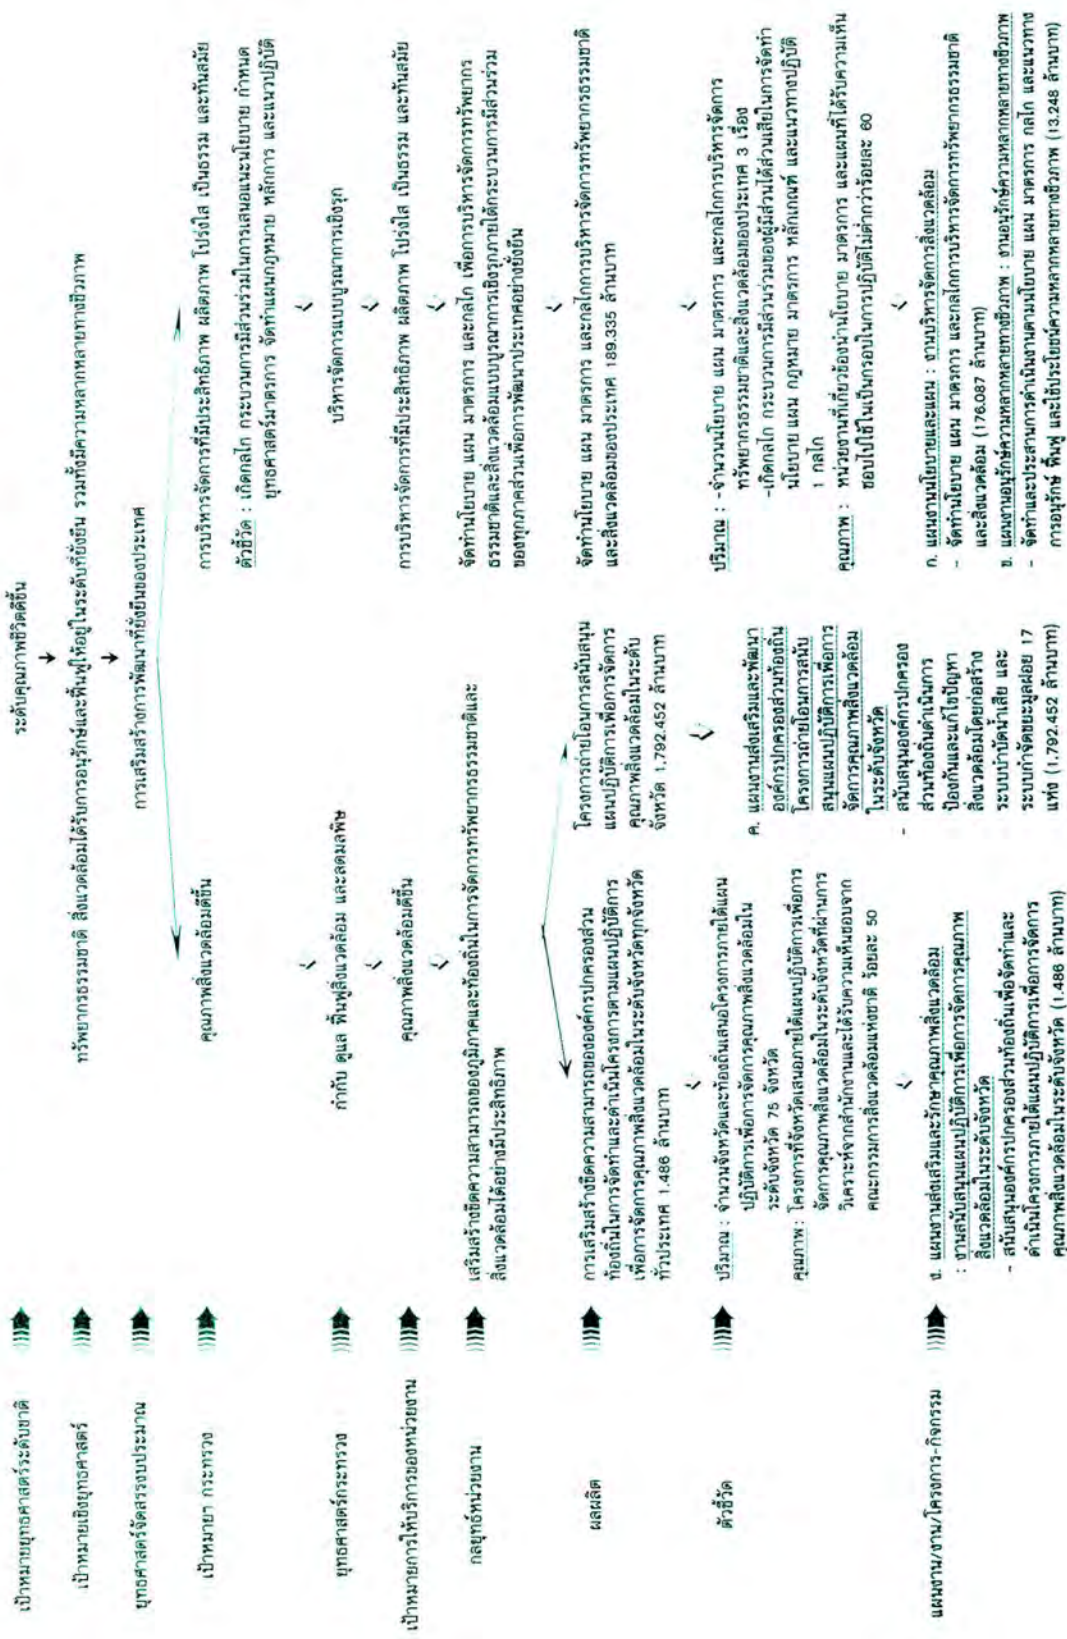 เป้าหมายยุทธศาสตร์ระดับชาติ
ระดับคุณภาพชีวิตดีขึ้น
เป้าหมายเชิงยุทธศาสตร์
ทรัพยากรธรรมชาติ สิ่งแวดล้อมได้รับการอนุรักษ์และฟื้นฟูให้อยู่ในระดับที่ยั่งยืน รวมทั้งมีความหลากหลายทางชีวภาพ
ยุทธศาสตร์จัดสรรงบประมาณ
การเสริมสร้างการพัฒนาที่ยั่งยืนของประเทศ
เป้าหมายฯ กระทรวง
คุณภาพสิ่งแวดล้อมดีขึ้น
การบริหารจัดการที่มีประสิทธิภาพ ผลิตภาพ โปร่งใส เป็นธรรม และทันสมัย
ตัวชี้วัด : เกิดกลไก กระบวนการมีส่วนร่วมในการเสนอแนะนโยบาย กำหนด
ยุทธศาสตร์มาตรการ จัดทำแผนกฎหมาย หลักการ และแนวปฏิบัติ
ยุทธศาสตร์กระทรวง
กำกับ ดูแล ฟื้นฟูสิ่งแวดล้อม และลดมลพิษ
บริหารจัดการแบบบูรณาการเชิงรุก
เป้าหมายการให้บริการของหน่วยงาน
คุณภาพสิ่งแวดล้อมดีขึ้น
การบริหารจัดการที่มีประสิทธิภาพ ผลิตภาพ โปร่งใส เป็นธรรม และทันสมัย
กลยุทธ์หน่วยงาน
เสริมสร้างขีดความสามารถของภูมิภาคและท้องถิ่นในการจัดการทรัพยากรธรรมชาติและ
สิ่งแวดล้อมได้อย่างมีประสิทธิภาพ
จัดทำนโยบาย แผน มาตรการ และกลไก เพื่อการบริหารจัดการทรัพยากร
ธรรมชาติและสิ่งแวดล้อมแบบบูรณาการเชิงรุกภายใต้กระบวนการมีส่วนร่วม
ของทุกภาคส่วนเพื่อการพัฒนาประเทศอย่างยั่งยืน
ผลผลิต
การเสริมสร้างขีดความสามารถขององค์กรปกครองส่วน
ท้องถิ่นในการจัดทำและดำเนินโครงการตามแผนปฏิบัติการ
เพื่อการจัดการคุณภาพสิ่งแวดล้อมในระดับจังหวัดทุกจังหวัด
ทั่วประเทศ 1.486 ล้านบาท
โครงการถ่ายโอนการสนับสนุน
แผนปฏิบัติการเพื่อการจัดการ
คุณภาพสิ่งแวดล้อมในระดับ
จังหวัด 1,792.452 ล้านบาท
จัดทำนโยบาย แผน มาตรการ และกลไกการบริหารจัดการทรัพยากรธรรมชาติ
และสิ่งแวดล้อมของประเทศ 189.335 ล้านบาท
ตัวชี้วัด
ปริมาณ : จำนวนจังหวัดและท้องถิ่นเสนอโครงการภายใต้แผน
ปฏิบัติการเพื่อการจัดการคุณภาพสิ่งแวดล้อมใน
ระดับจังหวัด 75 จังหวัด
คุณภาพ : โครงการที่จังหวัดเสนอภายใต้แผนปฏิบัติการเพื่อการ
จัดการคุณภาพสิ่งแวดล้อมในระดับจังหวัดที่ผ่านการ
วิเคราะห์จากสำนักงานและได้รับความเห็นชอบจาก
คณะกรรมการสิ่งแวดล้อมแห่งชาติ ร้อยละ 50
ปริมาณ : -จำนวนนโยบาย แผน มาตรการ และกลไกการบริหารจัดการ
ทรัพยากรธรรมชาติและสิ่งแวดล้อมของประเทศ 3 เรื่อง
-เกิดกลไก กระบวนการมีส่วนร่วมของผู้มีส่วนได้ส่วนเสียในการจัดทำ
นโยบาย แผน กฎหมาย มาตรการ หลักเกณฑ์ และแนวทางปฏิบัติ
1 กลไก
คุณภาพ : หน่วยงานที่เกี่ยวข้องนำนโยบาย มาตรการ และแผนที่ได้รับความเห็น
ชอบไปใช้ในเป็นกรอบในการปฏิบัติไม่ต่ำกว่าร้อยละ 60
แผนงาน/งาน/โครงการ-กิจกรรม
ง. แผนงานส่งเสริมและรักษาคุณภาพสิ่งแวดล้อม
: งานสนับสนุนแผนปฏิบัติการเพื่อการจัดการคุณภาพ
สิ่งแวดล้อมในระดับจังหวัด
- สนับสนุนองค์กรปกครองส่วนท้องถิ่นเพื่อจัดทำและ
ดำเนินโครงการภายใต้แผนปฏิบัติการเพื่อการจัดการ
คุณภาพสิ่งแวดล้อมในระดับจังหวัด (1.486 ล้านบาท)
ค. แผนงานส่งเสริมและพัฒนา
องค์กรปกครองส่วนท้องถิ่น
โครงการถ่ายโอนการสนับ
สนุนแผนปฏิบัติการเพื่อการ
จัดการคุณภาพสิ่งแวดล้อม
ในระดับจังหวัด
- สนับสนุนองค์กรปกครอง
ส่วนท้องถิ่นดำเนินการ
ป้องกันและแก้ไขปัญหา
สิ่งแวดล้อมโดยก่อสร้าง
ระบบบำบัดน้ำเสีย และ
ระบบกำจัดขยะมูลฝอย 17
แห่ง (1,792.452 ล้านบาท)
ก. แผนงานนโยบายและแผน : งานบริหารจัดการสิ่งแวดล้อม
- จัดทำนโยบาย แผน มาตรการ และกลไกการบริหารจัดการทรัพยากรธรรมชาติ
และสิ่งแวดล้อม (176.087 ล้านบาท)
ข. แผนงานอนุรักษ์ความหลากหลายทางชีวภาพ : งานอนุรักษ์ความหลากหลายทางชีวภาพ
- จัดทำและประสานการดำเนินงานตามนโยบาย แผน มาตรการ กลไก และแนวทาง
การอนุรักษ์ ฟื้นฟู และใช้ประโยชน์ความหลากหลายทางชีวภาพ (13.248 ล้านบาท)